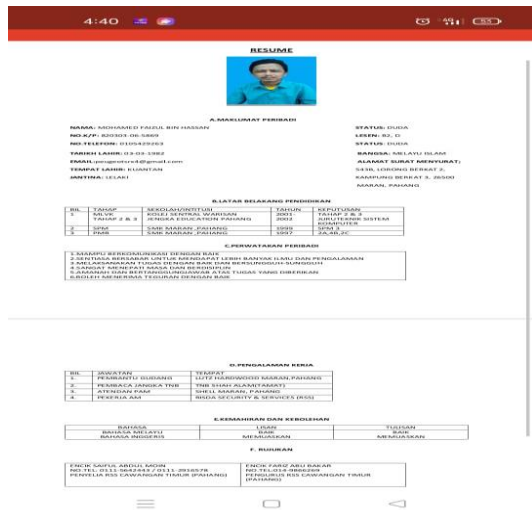 4:40
53
RESUME
A.MAKLUMAT PERIBADI
NAMA: MOHAMED FAIZUL BIN HASSAN
STATUS: DUDA
NO.K/P: 820303-06-5869
LESEN: B2, D
NO.TELEFON: 0105429263
STATUS: DUDA
TARIKH LAHIR: 03-03-1982
BANGSA: MELAYU ISLAM
ALAMAT SURAT MENYURAT;
TEMPAT LAHIR: KUANTAN
5438, LORONG BERKAT 2,
JANTINA: LELAKI
KAMPUNG BERKAT 3, 26500
MARAN, PAHANG
B.LATAR BELAKANG PENDIDIKAN
BIL TAHAP SEKOLAH/INTITUSI TAHUN KEPUTUSAN
1 MLVK KOLEJ SENTRAL WARISAN 2001- TAHAP 2 & 3
TAHAP 2 & 3 JENGKA EDUCATION PAHANG 2002 JURUTEKNIK SISTEM
KOMPUTER
2 SPM SMK MARAN ,PAHANG 1999 SPM 3
3 PMR SMK MARAN ,PAHANG 1997 2A,4B,2C
C.PERWATAKAN PERIBADI
1.MAMPU BERKOMUNIKASI DENGAN BAIK
2.SENTIASA BERSABAR UNTUK MENDAPAT LEBIH BANYAK ILMU DAN PENGALAMAN
3.MELAKSANAKAN TUGAS DENGAN BAIK DAN BERSUNGGUH-SUNGGUH
4.SANGAT MENEPATI MASA DAN BERDISIPLIN
5.AMANAH DAN BERTANGGUNGJAWAB ATAS TUGAS YANG DIBERIKAN
6.BOLEH MENERIMA TEGURAN DENGAN BAIK
D.PENGALAMAN KERJA
BIL JAWATAN TEMPAT
1. PEMBANTU GUDANG LUTZ HARDWOOD MARAN,PAHANG
2. PEMBACA JANGKA TNB TNB SHAH ALAM(TAMAT)
3. ATENDAN PAM SHELL MARAN, PAHANG
4. PEKERJA AM RISDA SECURITY & SERVICES (RSS)
E.KEMAHIRAN DAN KEBOLEHAN
BAHASA LISAN TULISAN
BAHASA MELAYU BAIK BAIK
BAHASA INGGERIS MEMUASKAN MEMUASKAN
F. RUJUKAN
ENCIK SAIFUL ABDUL MOIN
NO.TEL: 0111-5642443 / 0111-2916578
PENYELIA RSS CAWANGAN TIMUR (PAHANG)
ENCIK FARIZ ABU BAKAR
NO.TEL:014-9866269
PENGURUS RSS CAWANGAN TIMUR
(PAHANG)